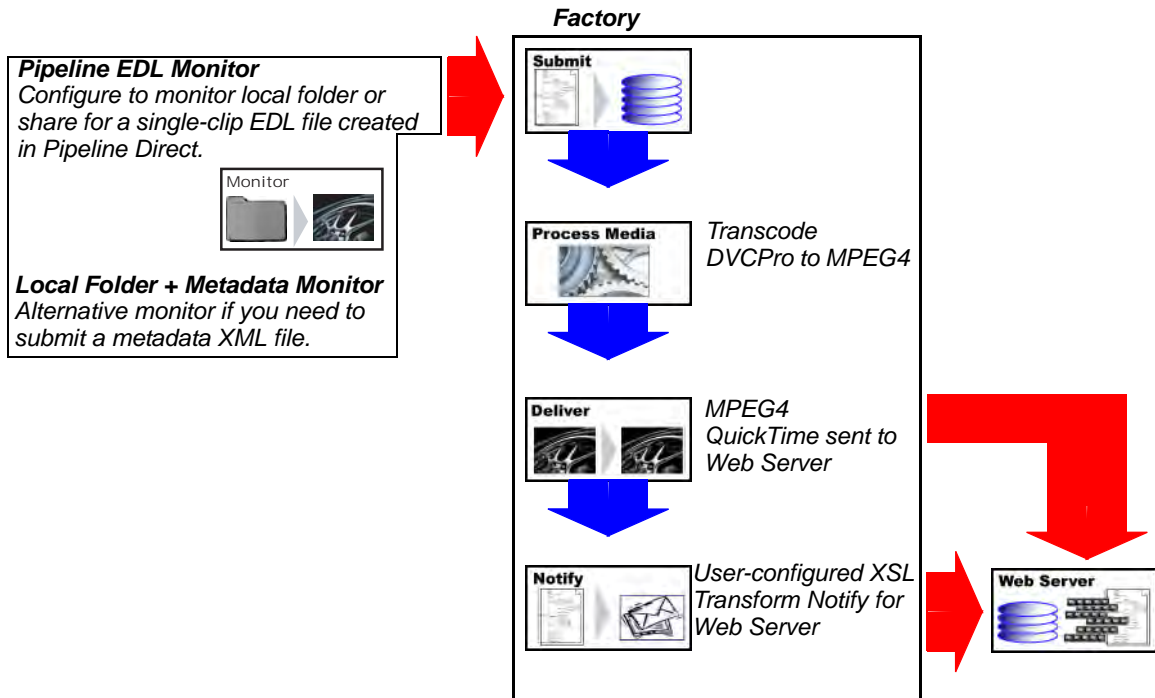 Factory
Pipeline EDL Monitor
Configure to monitor local folder or
share for a single-clip EDL file created
in Pipeline Direct.
Monitor
Local Folder + Metadata Monitor
Alternative monitor if you need to
submit a metadata XML file.
Submit
Process Media
Transcode
DVCPro to MPEG4
Deliver
MPEG4
QuickTime sent to
Web Server
Notify
User-configured XSL
Transform Notify for
Web Server
Web Server